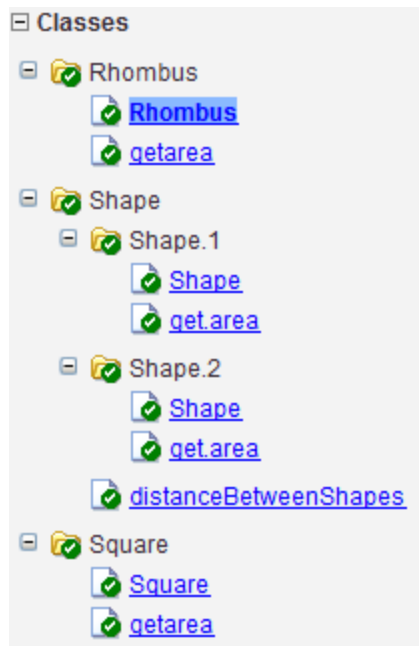 Classes
Rhombus
Rhombus
getarea
Shape
Shape.1
Shape
get.area
Shape.2
Shape
get.area
distanceBetweenShapes
Square
Square
getarea